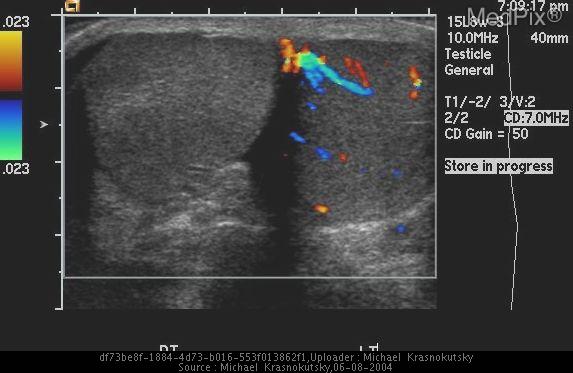 .023
.023
7:09:17 pm
MedPix®
15L8w-S
10.0MHz 40mm
Testicle
General
T1/-2/ 3/V:2
2/2 CD:7.0MHz
CD Gain = 50
Store in progress
RT LT
df73be8f-1884-4d73-b016-553f013862f1,Uploader : Michael Krasnokutsky
Source : Michael Krasnokutsky,06-08-2004